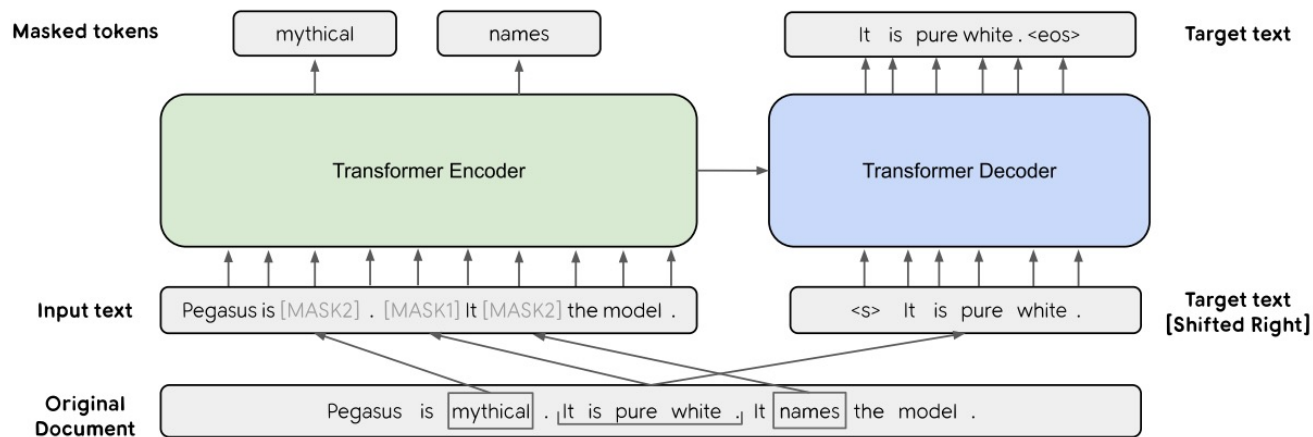 Masked tokens mythical names It is pure white . <eos> Target text
Transformer Encoder Transformer Decoder
Input text Pegasus is [MASK2] . [MASK1] It [MASK2] the model . <s> It is pure white . Target text
[Shifted Right]
Original
Document
Pegasus is mythical . It is pure white . It names the model .